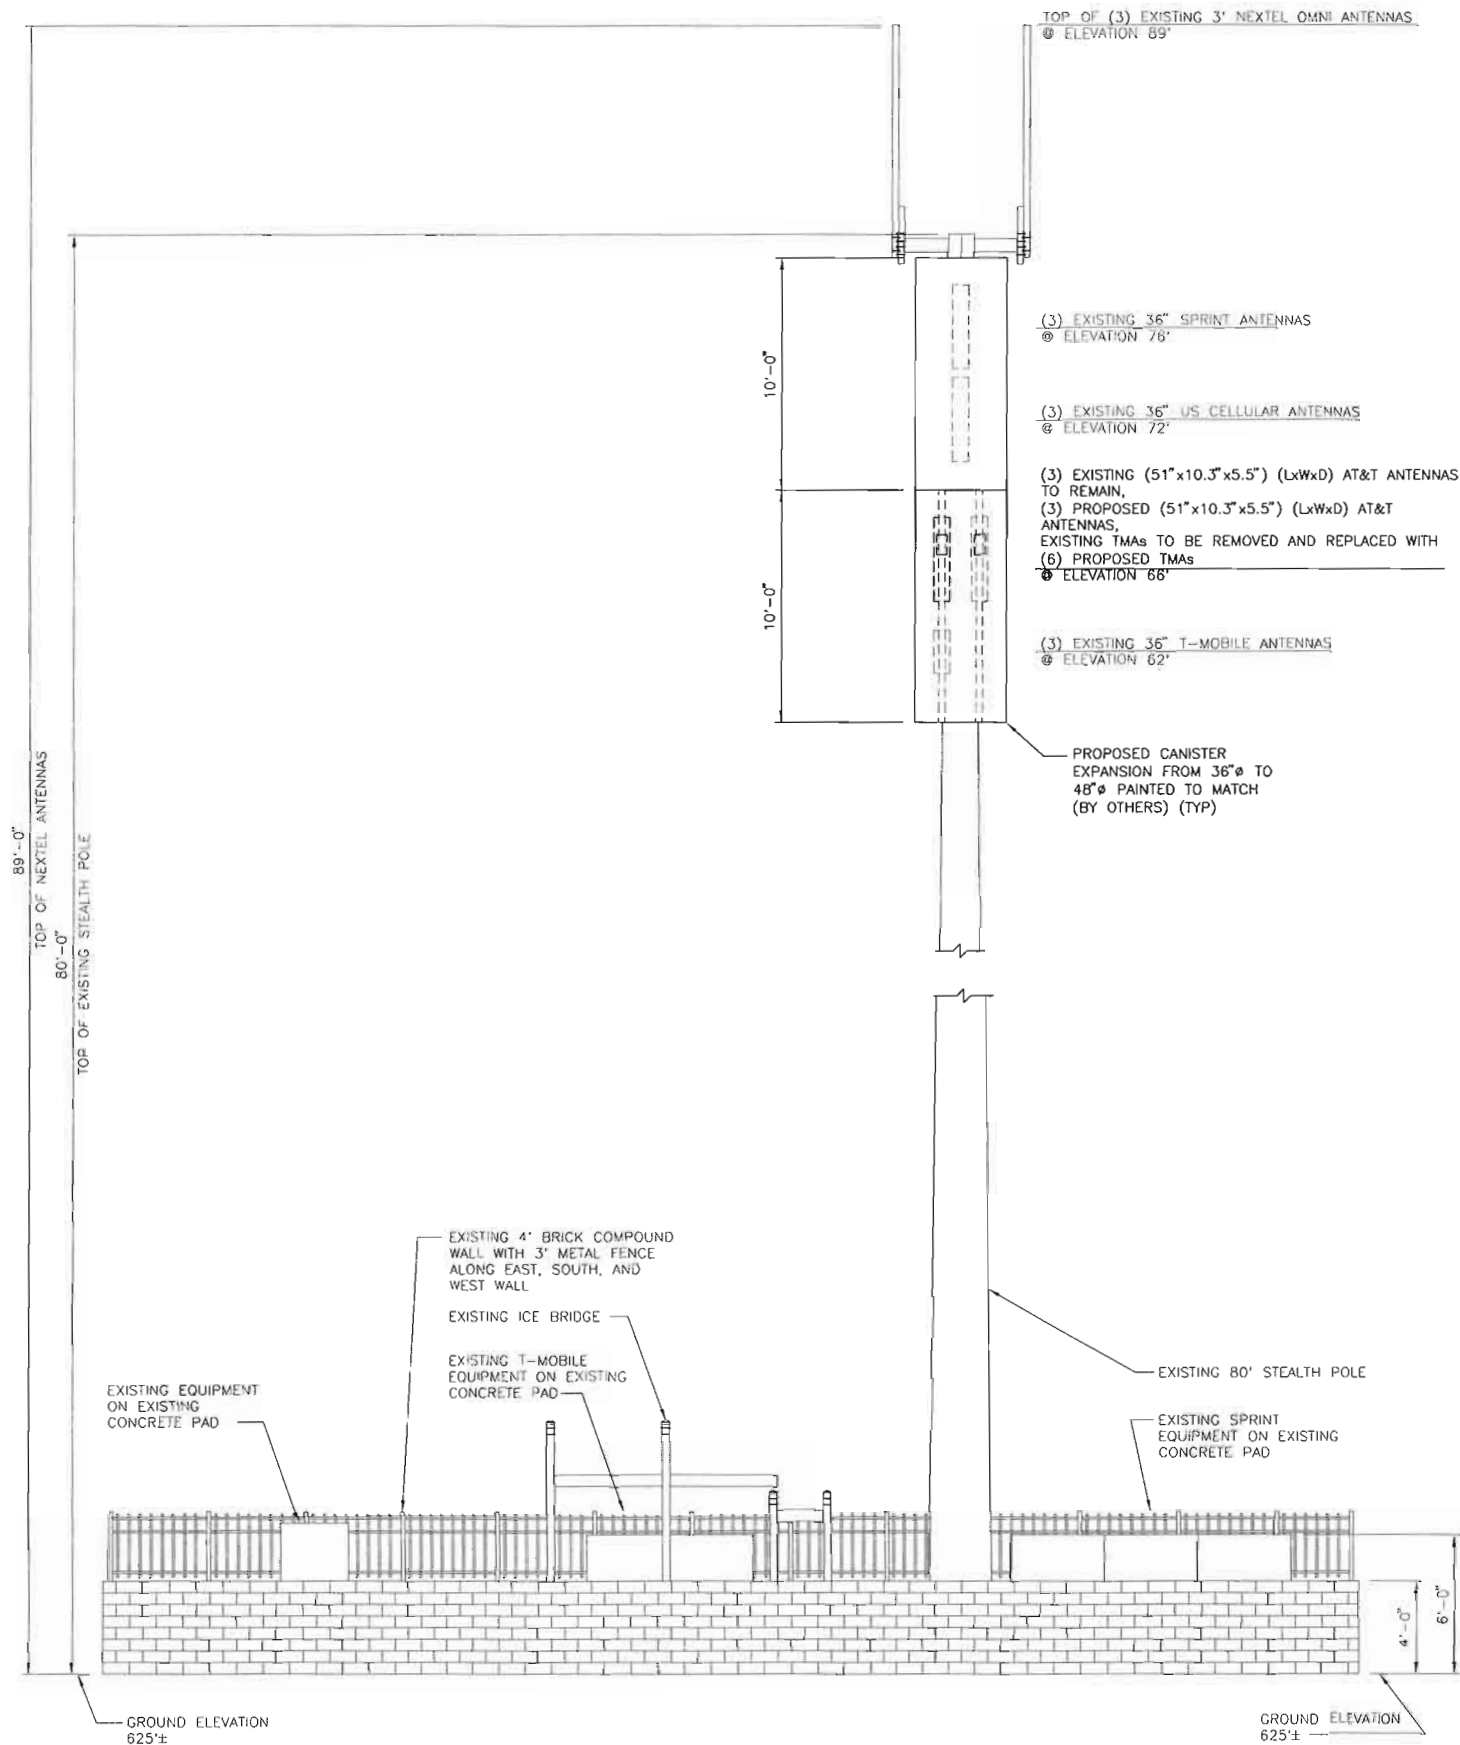 TOP OF (3) EXISTING 3' NEXTEL OMNI ANTENNAS
@ ELEVATION 89'
(3) EXISTING 36" SPRINT ANTENNAS
@ ELEVATION 76'
10'-0"
(3) EXISTING 36" US CELLULAR ANTENNAS
@ ELEVATION 72'
(3) EXISTING (51"x10.3"x5.5") (LxWxD) AT&T ANTENNAS
TO REMAIN,
(3) PROPOSED (51"x10.3"x5.5") (LxWxD) AT&T
ANTENNAS,
EXISTING TMAs TO BE REMOVED AND REPLACED WITH
(6) PROPOSED TMAs
@ ELEVATION 66'
10'-0"
(3) EXISTING 36" T-MOBILE ANTENNAS
@ ELEVATION 62'
PROPOSED CANISTER
EXPANSION FROM 36"ø TO
48"ø PAINTED TO MATCH
(BY OTHERS) (TYP)
89'-0"
TOP OF NEXTEL ANTENNAS
80'-0"
TOP OF EXISTING STEALTH POLE
EXISTING 4' BRICK COMPOUND
WALL WITH 3' METAL FENCE
ALONG EAST, SOUTH, AND
WEST WALL
EXISTING ICE BRIDGE
EXISTING T-MOBILE
EQUIPMENT ON EXISTING
CONCRETE PAD
EXISTING EQUIPMENT
ON EXISTING
CONCRETE PAD
EXISTING 80' STEALTH POLE
EXISTING SPRINT
EQUIPMENT ON EXISTING
CONCRETE PAD
4'-0"
6'-0"
GROUND ELEVATION
625'±
GROUND ELEVATION
625'±